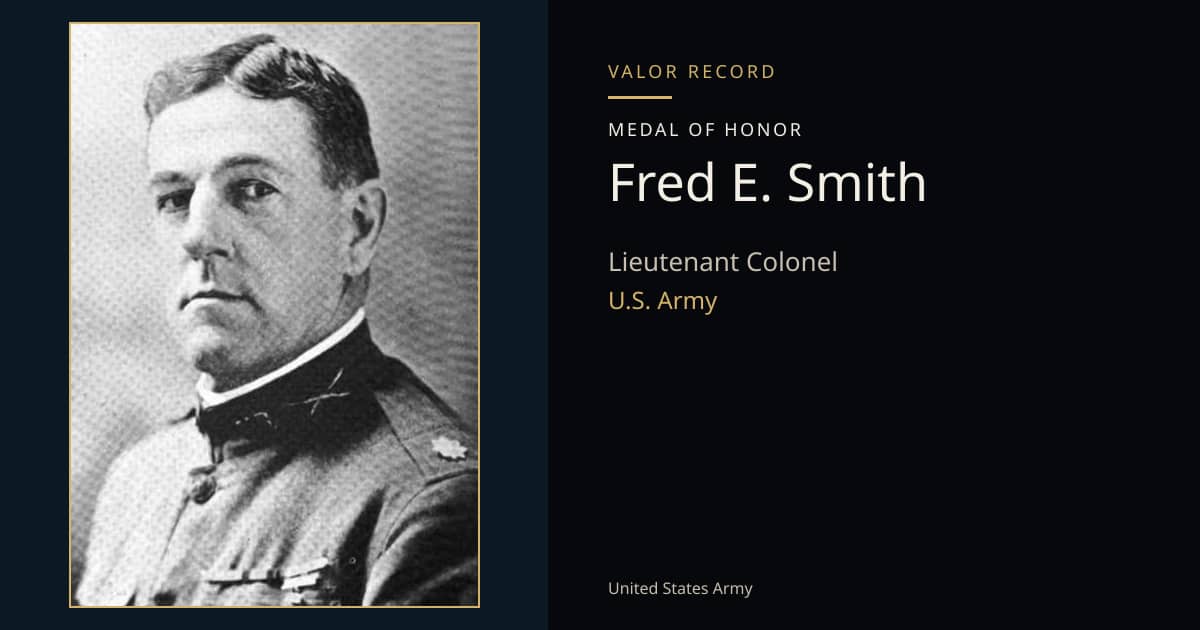 VALOR RECORD
MEDAL OF HONOR
Fred E. Smith
Lieutenant Colonel
U.S. Army
United States Army